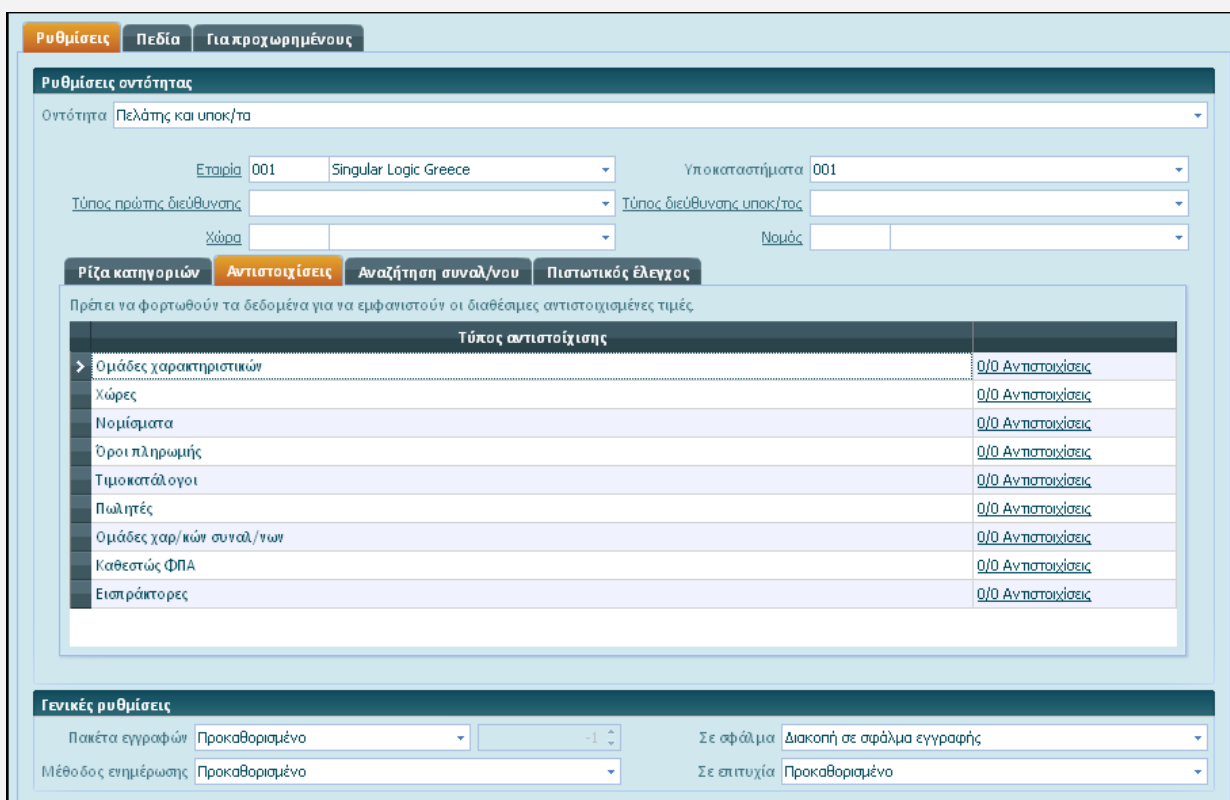 Ρυθμίσεις Πεδία Για προχωρημένους
Ρυθμίσεις οντότητας
Οντότητα Πελάτης και υποκ/τα
Εταιρία 001 Singular Logic Greece Υποκαταστήματα 001
Τύπος πρώτης διεύθυνσης Τύπος διεύθυνσης υποκ/τος
Χώρα Νομός
Ρίζα κατηγοριών Αντιστοιχίσεις Αναζήτηση συναλ/νου Πιστωτικός έλεγχος
Πρέπει να φορτωθούν τα δεδομένα για να εμφανιστούν οι διαθέσιμες αντιστοιχισμένες τιμές.
Τύπος αντιστοίχισης
Ομάδες χαρακτηριστικών 0/0 Αντιστοιχίσεις
Χώρες 0/0 Αντιστοιχίσεις
Νομίσματα 0/0 Αντιστοιχίσεις
Όροι πληρωμής 0/0 Αντιστοιχίσεις
Τιμοκατάλογοι 0/0 Αντιστοιχίσεις
Πωλητές 0/0 Αντιστοιχίσεις
Ομάδες χαρ/κών συναλ/νων 0/0 Αντιστοιχίσεις
Καθεστώς ΦΠΑ 0/0 Αντιστοιχίσεις
Εισπράκτορες 0/0 Αντιστοιχίσεις
Γενικές ρυθμίσεις
Πακέτα εγγραφών Προκαθορισμένο -1 Σε σφάλμα Διακοπή σε σφάλμα εγγραφής
Μέθοδος ενημέρωσης Προκαθορισμένο Σε επιτυχία Προκαθορισμένο